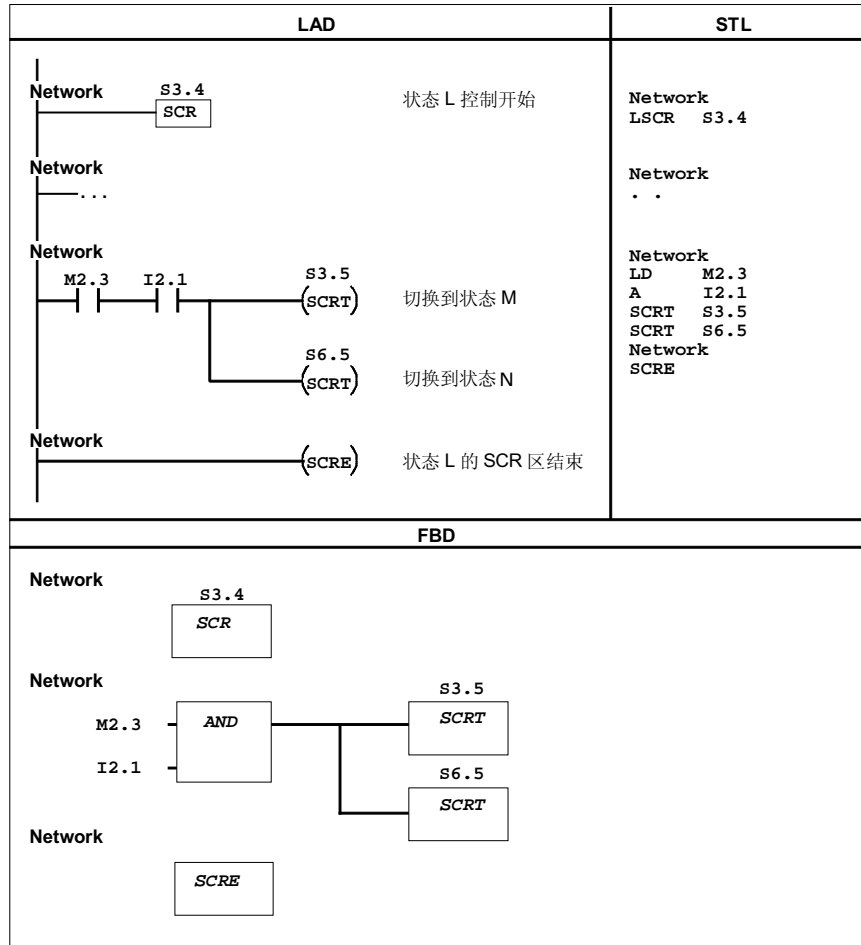 LAD
STL
Network
S3.4
SCR
状态 L 控制开始
Network
...
Network
M2.3 I2.1
S3.5
(SCRT)
切换到状态 M
S6.5
(SCRT)
切换到状态 N
Network
(SCRE)
状态 L 的 SCR 区结束
Network
LSCR S3.4
Network
. .
Network
LD M2.3
A I2.1
SCRT S3.5
SCRT S6.5
Network
SCRE
FBD
Network
S3.4
SCR
Network
M2.3
I2.1
AND
S3.5
SCRT
S6.5
SCRT
Network
SCRE